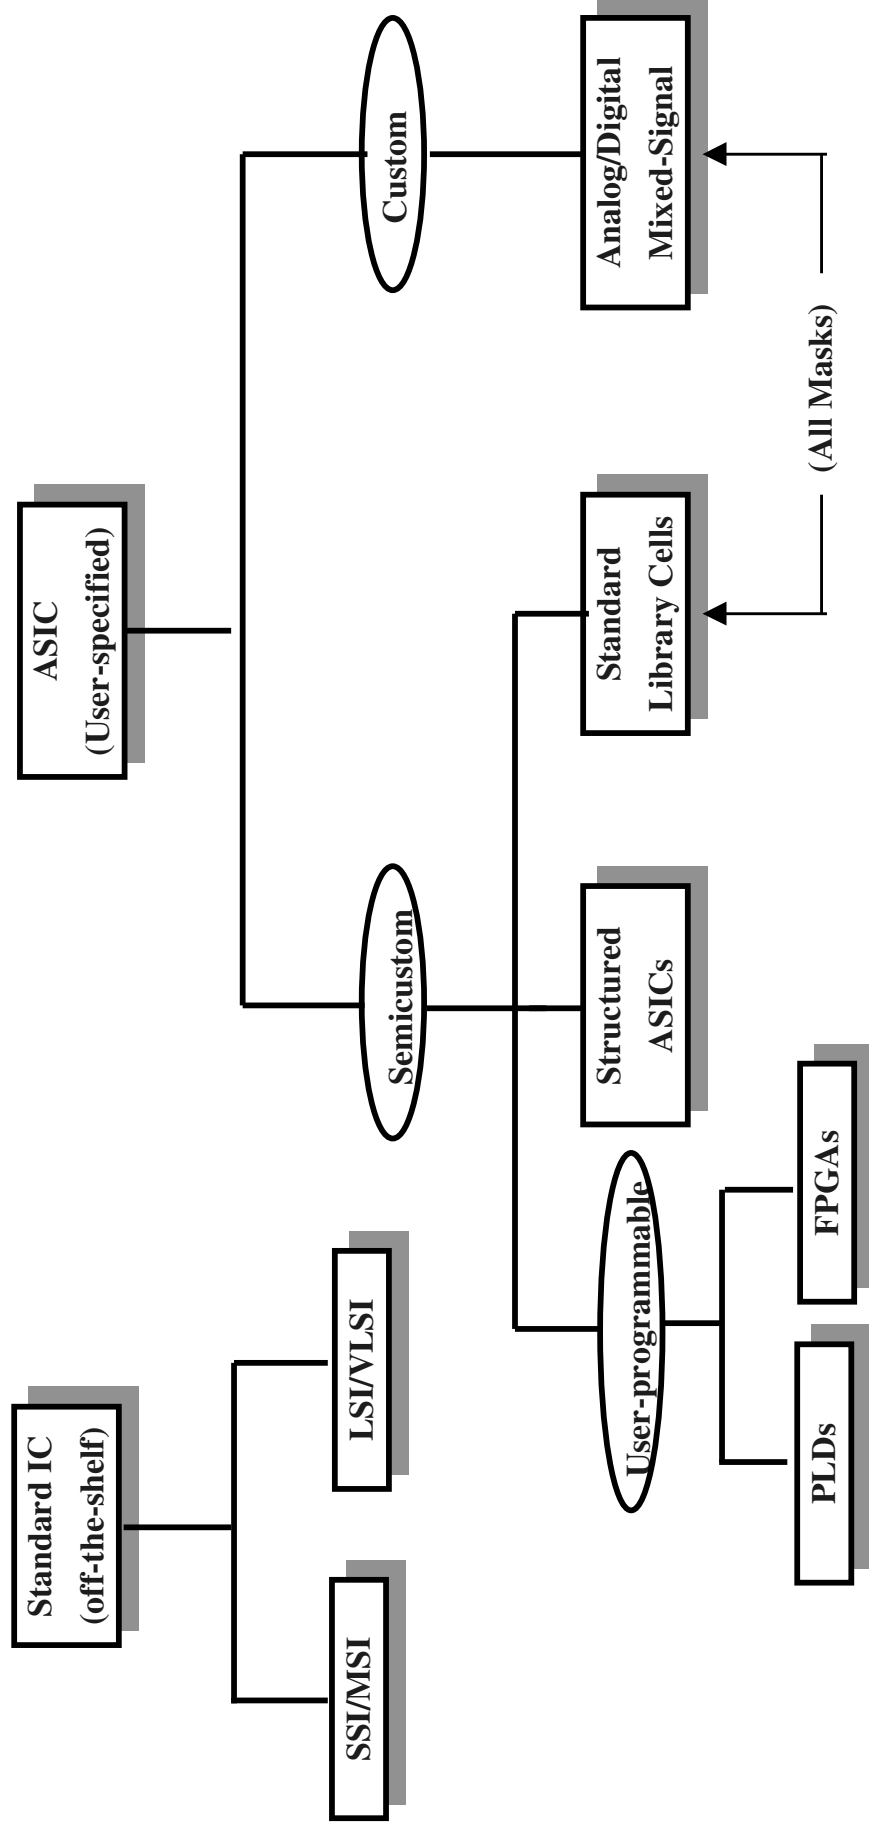 Standard IC
(off-the-shelf)
ASIC
(User-specified)
SSI/MSI
LSI/VLSI
Semicustom
Custom
User-programmable
Structured
ASICs
Standard
Library Cells
Analog/Digital
Mixed-Signal
PLDs
FPGAs
(All Masks)